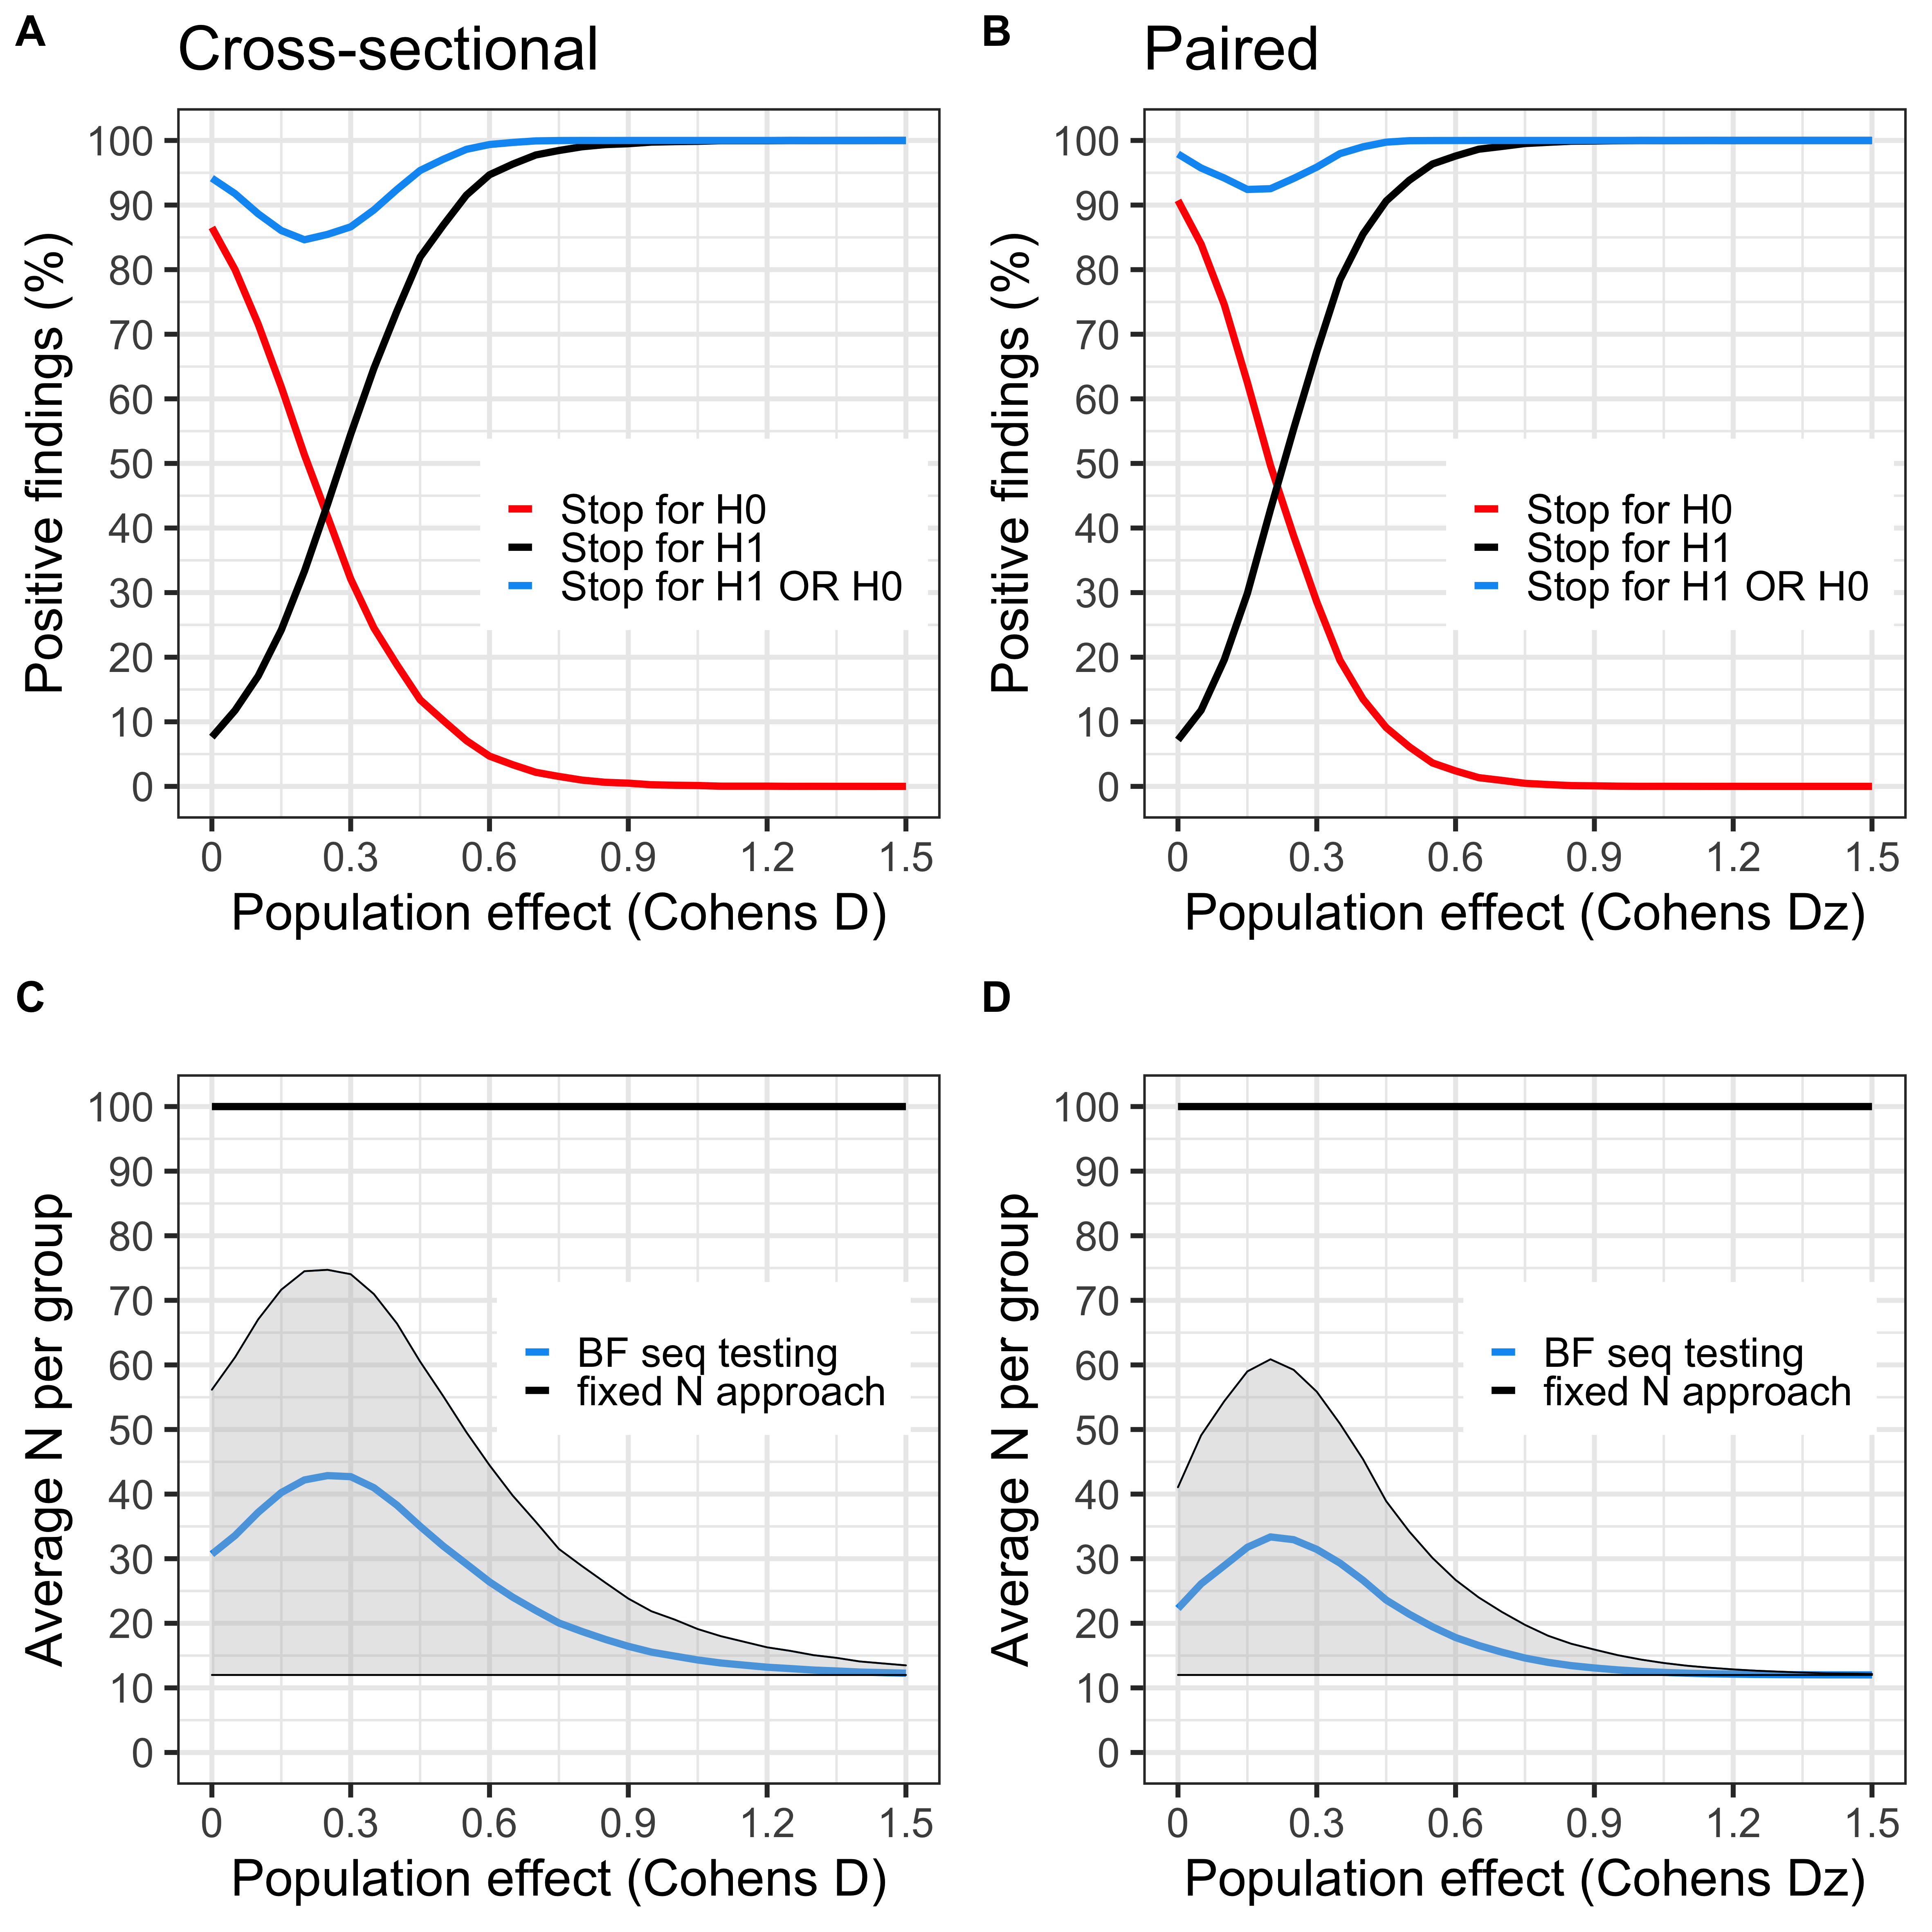 A
Cross-sectional
Positive findings (%)
100
90
80
70
60
50
40
30
20
10
0
Stop for H0
Stop for H1
Stop for H1 OR H0
0 0.3 0.6 0.9 1.2 1.5
Population effect (Cohens D)
B
Paired
Positive findings (%)
100
90
80
70
60
50
40
30
20
10
0
Stop for H0
Stop for H1
Stop for H1 OR H0
0 0.3 0.6 0.9 1.2 1.5
Population effect (Cohens Dz)
C
Average N per group
100
90
80
70
60
50
40
30
20
10
0
BF seq testing
fixed N approach
0 0.3 0.6 0.9 1.2 1.5
Population effect (Cohens D)
D
Average N per group
100
90
80
70
60
50
40
30
20
10
0
BF seq testing
fixed N approach
0 0.3 0.6 0.9 1.2 1.5
Population effect (Cohens Dz)